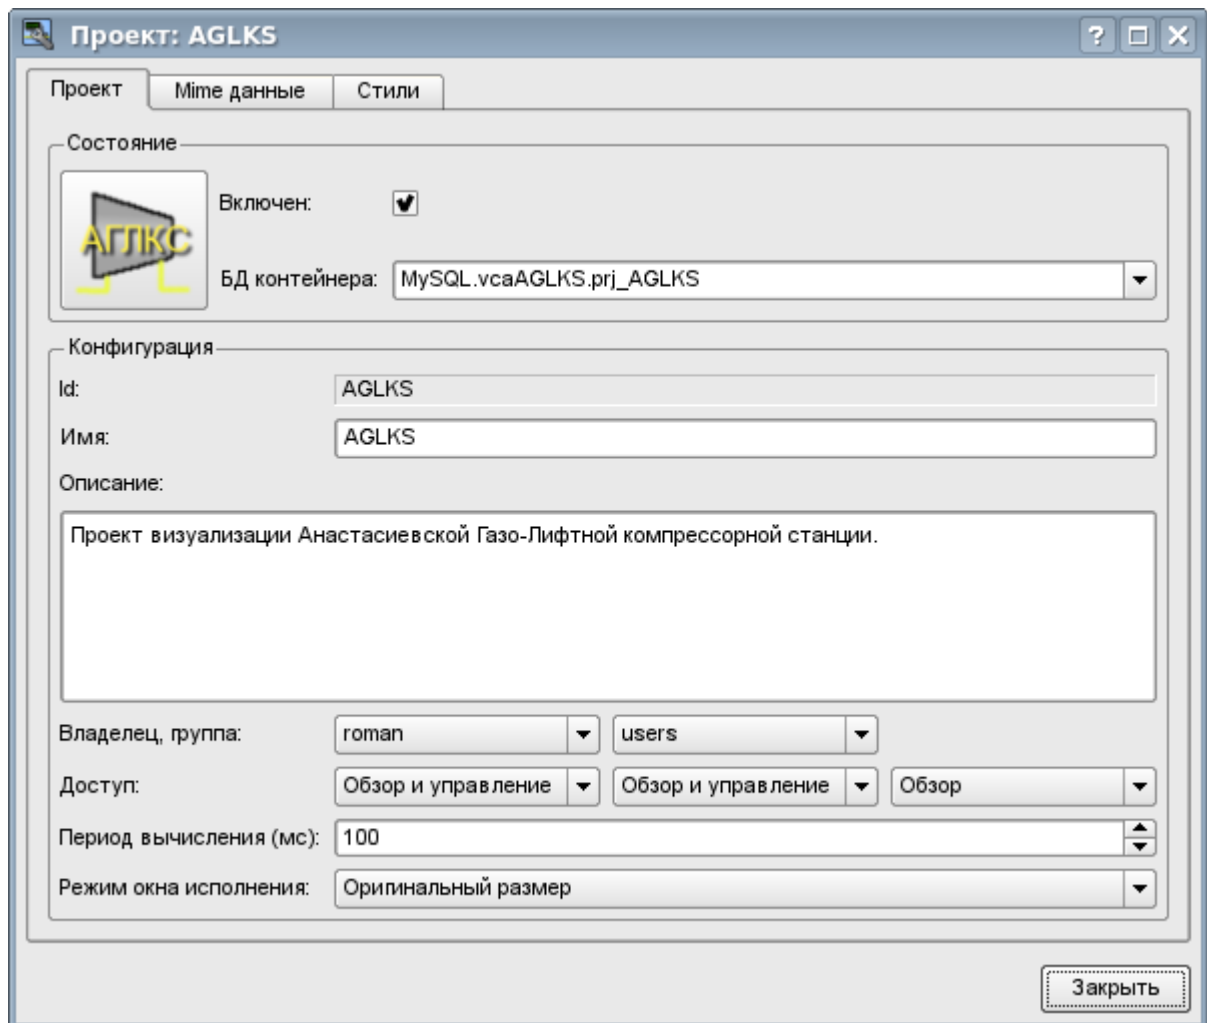 Проект: AGLKS
Проект Mime данные Стили
Состояние
АГЛКС
Включен:
БД контейнера: MySQL.vcaAGLKS.prj_AGLKS
Конфигурация
Id: AGLKS
Имя: AGLKS
Описание:
Проект визуализации Анастасиевской Газо-Лифтной компрессорной станции.
Владелец, группа: roman users
Доступ: Обзор и управление Обзор и управление Обзор
Период вычисления (мс): 100
Режим окна исполнения: Оригинальный размер
Закрыть